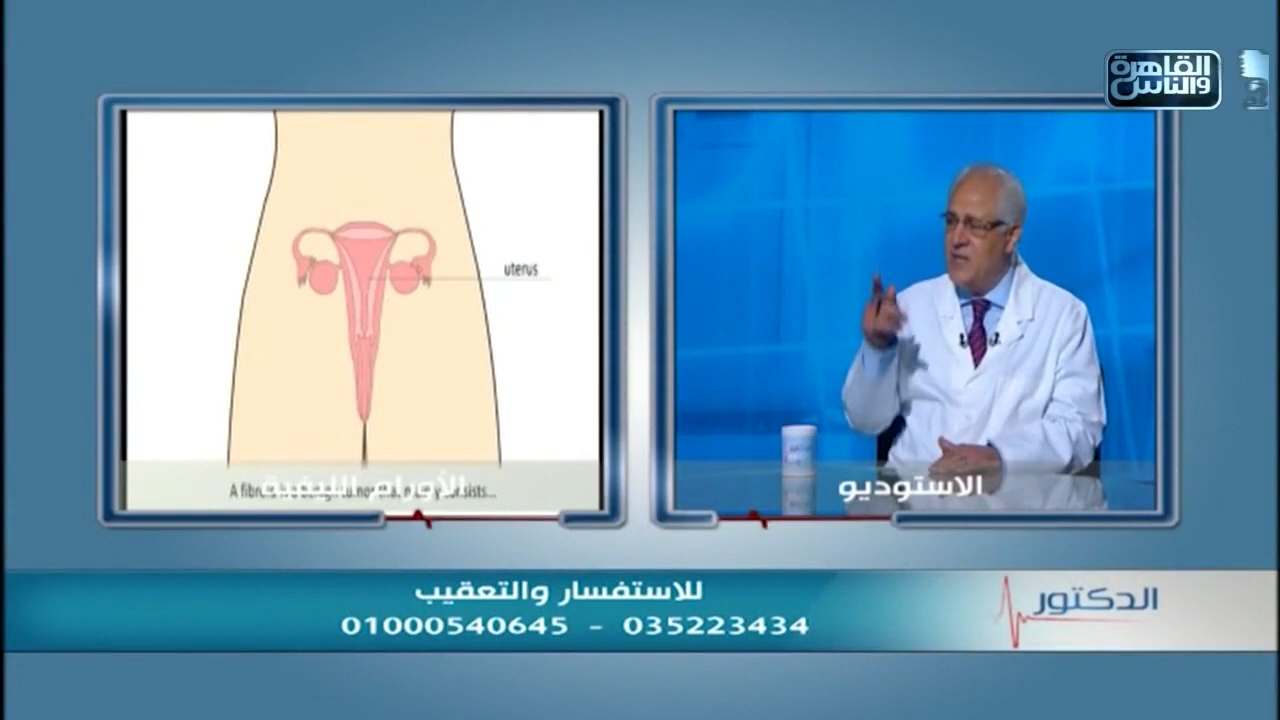 القاهرة
والناس
uterus
الأورام الليفية
الاستوديو
للاستفسار والتعقيب
01000540645 - 035223434
الدكتور